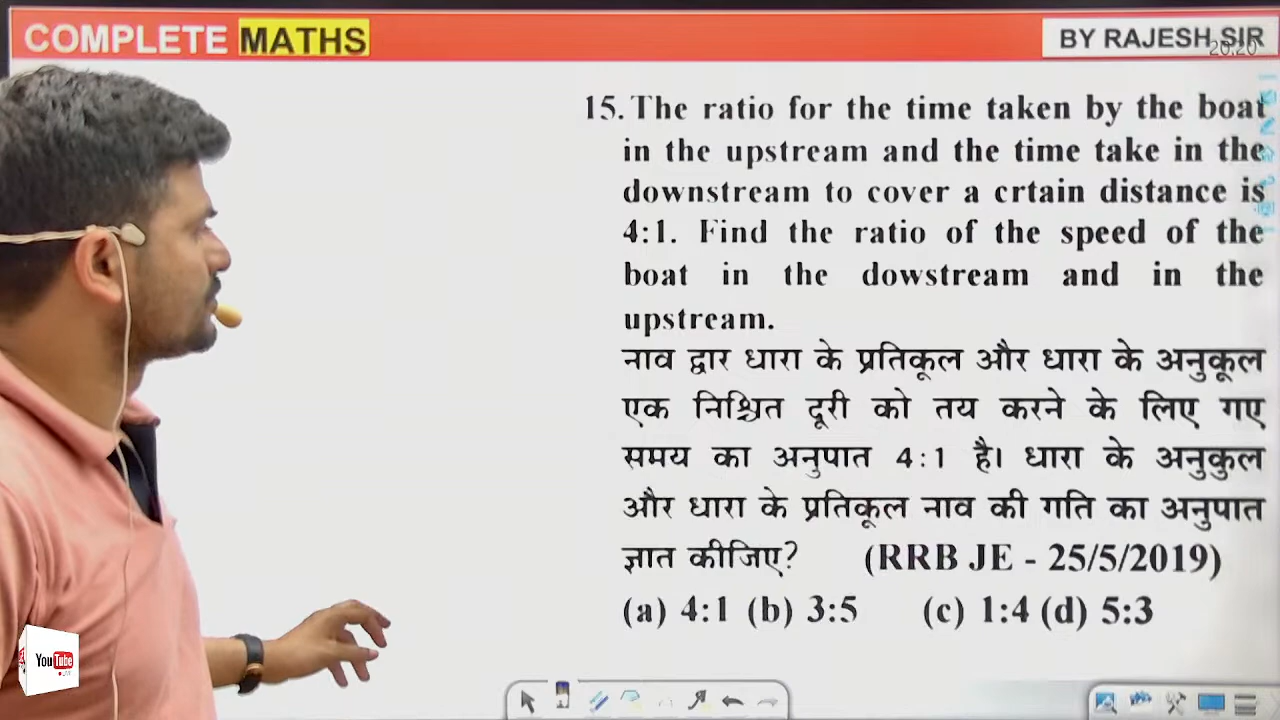 COMPLETE MATHS
BY RAJESH SIR
20:20
15. The ratio for the time taken by the boat
in the upstream and the time take in the
downstream to cover a crtain distance is
4:1. Find the ratio of the speed of the
boat in the dowstream and in the
upstream.
नाव द्वार धारा के प्रतिकूल और धारा के अनुकूल
एक निश्चित दूरी को तय करने के लिए गए
समय का अनुपात 4:1 है। धारा के अनुकुल
और धारा के प्रतिकूल नाव की गति का अनुपात
ज्ञात कीजिए? (RRB JE - 25/5/2019)
(a) 4:1 (b) 3:5 (c) 1:4 (d) 5:3
YouTube